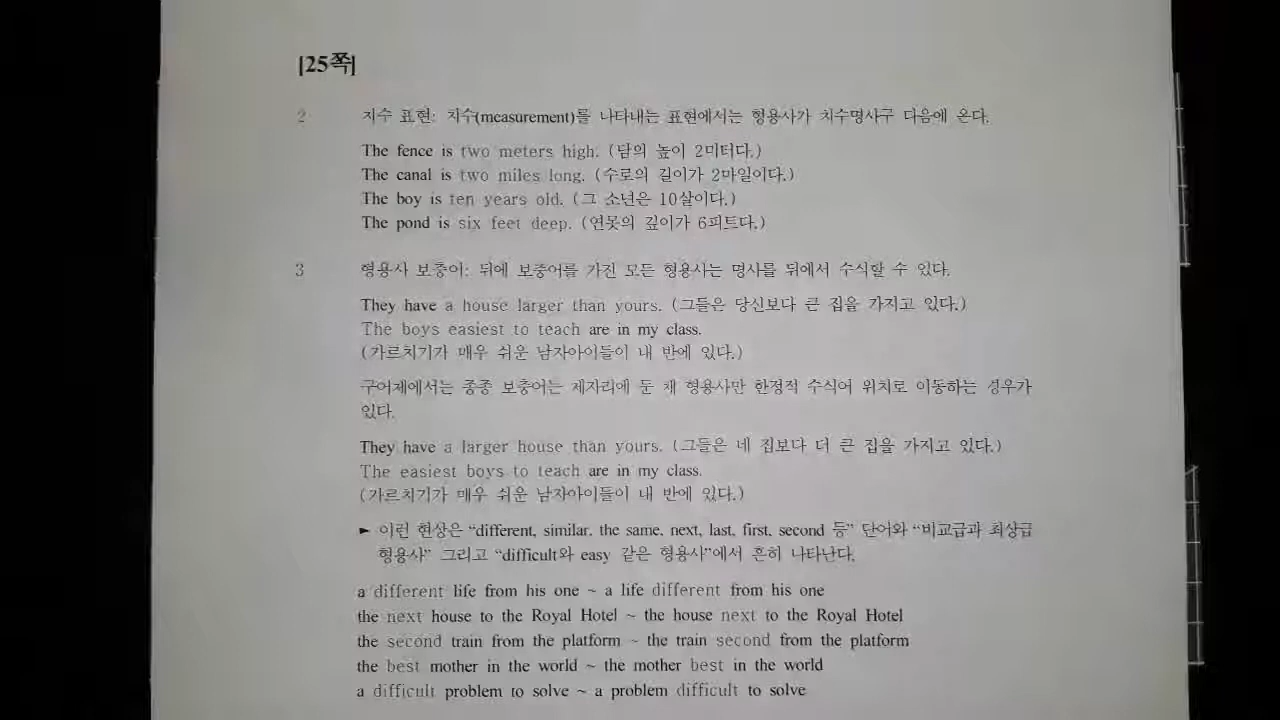 [25쪽]
2 치수 표현: 치수(measurement)를 나타내는 표현에서는 형용사가 치수명사구 다음에 온다.
The fence is two meters high. (담의 높이 2미터다.)
The canal is two miles long. (수로의 길이가 2마일이다.)
The boy is ten years old. (그 소년은 10살이다.)
The pond is six feet deep. (연못의 깊이가 6피트다.)
3 형용사 보충어: 뒤에 보충어를 가진 모든 형용사는 명사를 뒤에서 수식할 수 있다.
They have a house larger than yours. (그들은 당신보다 큰 집을 가지고 있다.)
The boys easiest to teach are in my class.
(가르치기가 매우 쉬운 남자아이들이 내 반에 있다.)
구어체에서는 종종 보충어는 제자리에 둔 채 형용사만 한정적 수식어 위치로 이동하는 경우가
있다.
They have a larger house than yours. (그들은 네 집보다 더 큰 집을 가지고 있다.)
The easiest boys to teach are in my class.
(가르치기가 매우 쉬운 남자아이들이 내 반에 있다.)
► 이런 현상은 “different, similar, the same, next, last, first, second 등” 단어와 “비교급과 최상급
형용사” 그리고 “difficult와 easy 같은 형용사”에서 흔히 나타난다.
a different life from his one ~ a life different from his one
the next house to the Royal Hotel ~ the house next to the Royal Hotel
the second train from the platform ~ the train second from the platform
the best mother in the world ~ the mother best in the world
a difficult problem to solve ~ a problem difficult to solve